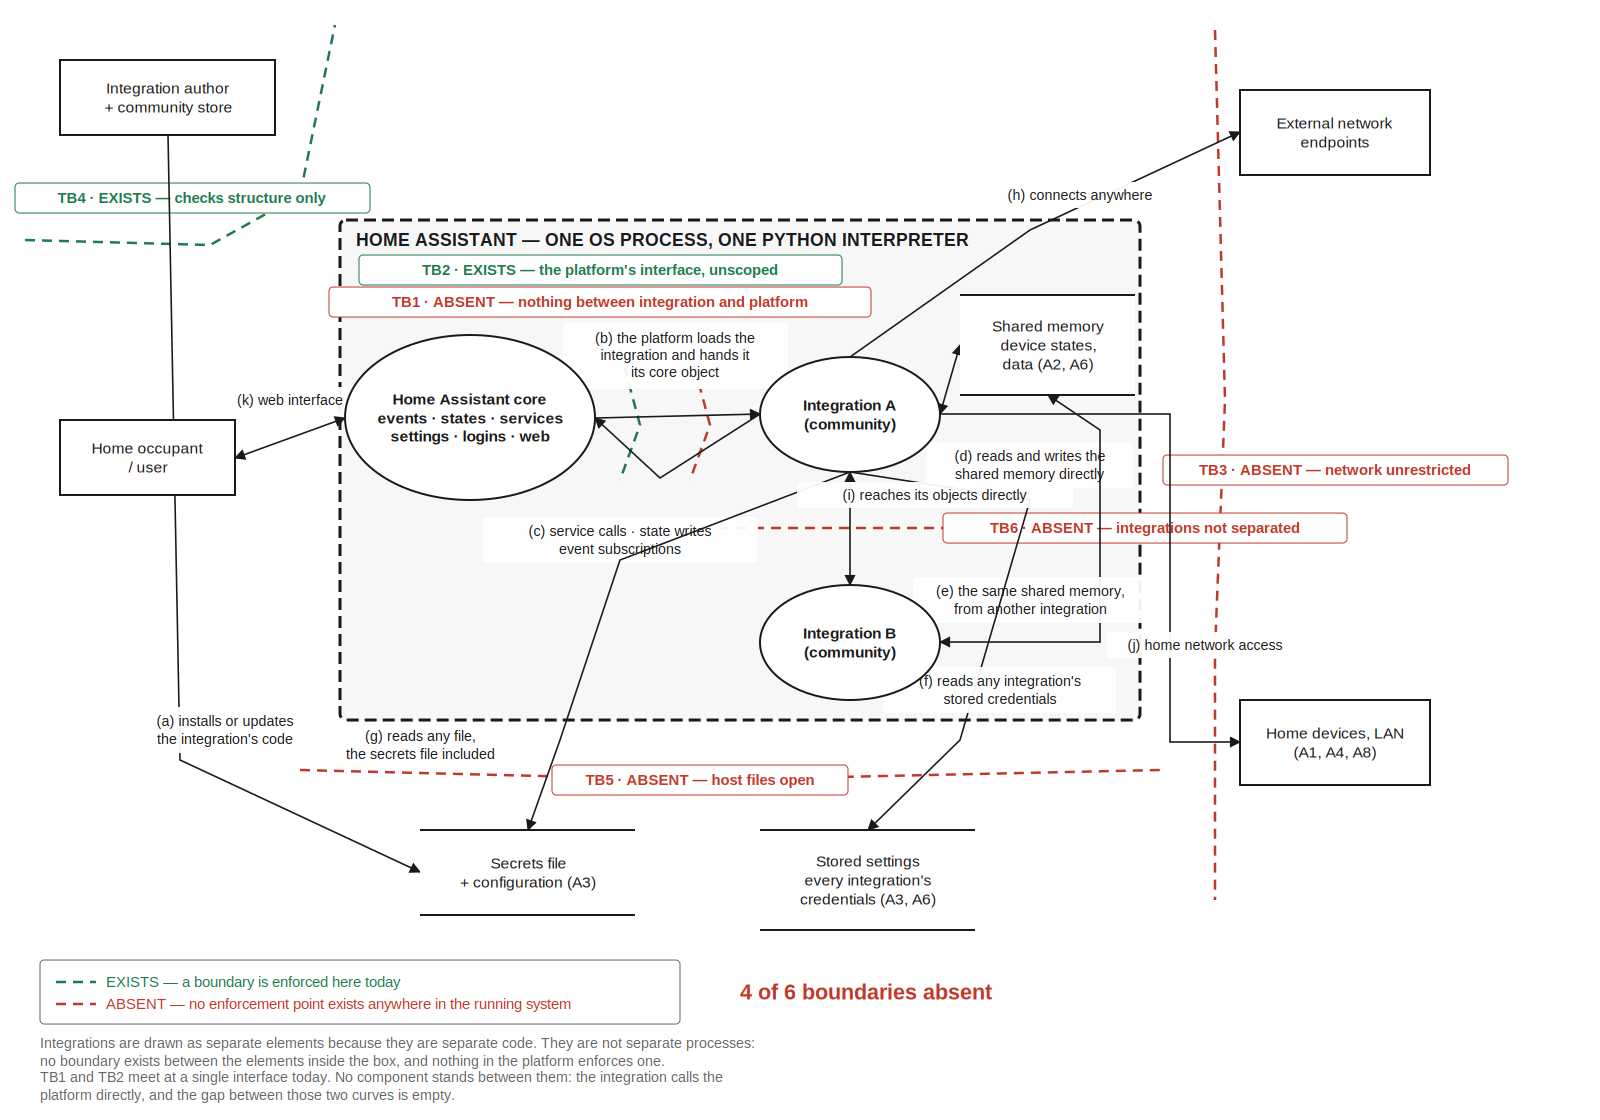 Integration author
+ community store
External network
endpoints
TB4 · EXISTS — checks structure only
(h) connects anywhere
HOME ASSISTANT — ONE OS PROCESS, ONE PYTHON INTERPRETER
TB2 · EXISTS — the platform's interface, unscoped
TB1 · ABSENT — nothing between integration and platform
(b) the platform loads the
integration and hands it
its core object
Shared memory
device states,
data (A2, A6)
(k) web interface
Home Assistant core
events · states · services
settings · logins · web
Integration A
(community)
Home occupant
/ user
(d) reads and writes the
shared memory directly
TB3 · ABSENT — network unrestricted
(i) reaches its objects directly
(c) service calls · state writes
event subscriptions
TB6 · ABSENT — integrations not separated
(e) the same shared memory,
from another integration
Integration B
(community)
(j) home network access
(f) reads any integration's
stored credentials
(a) installs or updates
the integration's code
(g) reads any file,
the secrets file included
Home devices, LAN
(A1, A4, A8)
TB5 · ABSENT — host files open
Secrets file
+ configuration (A3)
Stored settings
every integration's
credentials (A3, A6)
EXISTS — a boundary is enforced here today
ABSENT — no enforcement point exists anywhere in the running system
4 of 6 boundaries absent
Integrations are drawn as separate elements because they are separate code. They are not separate processes:
no boundary exists between the elements inside the box, and nothing in the platform enforces one.
TB1 and TB2 meet at a single interface today. No component stands between them: the integration calls the
platform directly, and the gap between those two curves is empty.